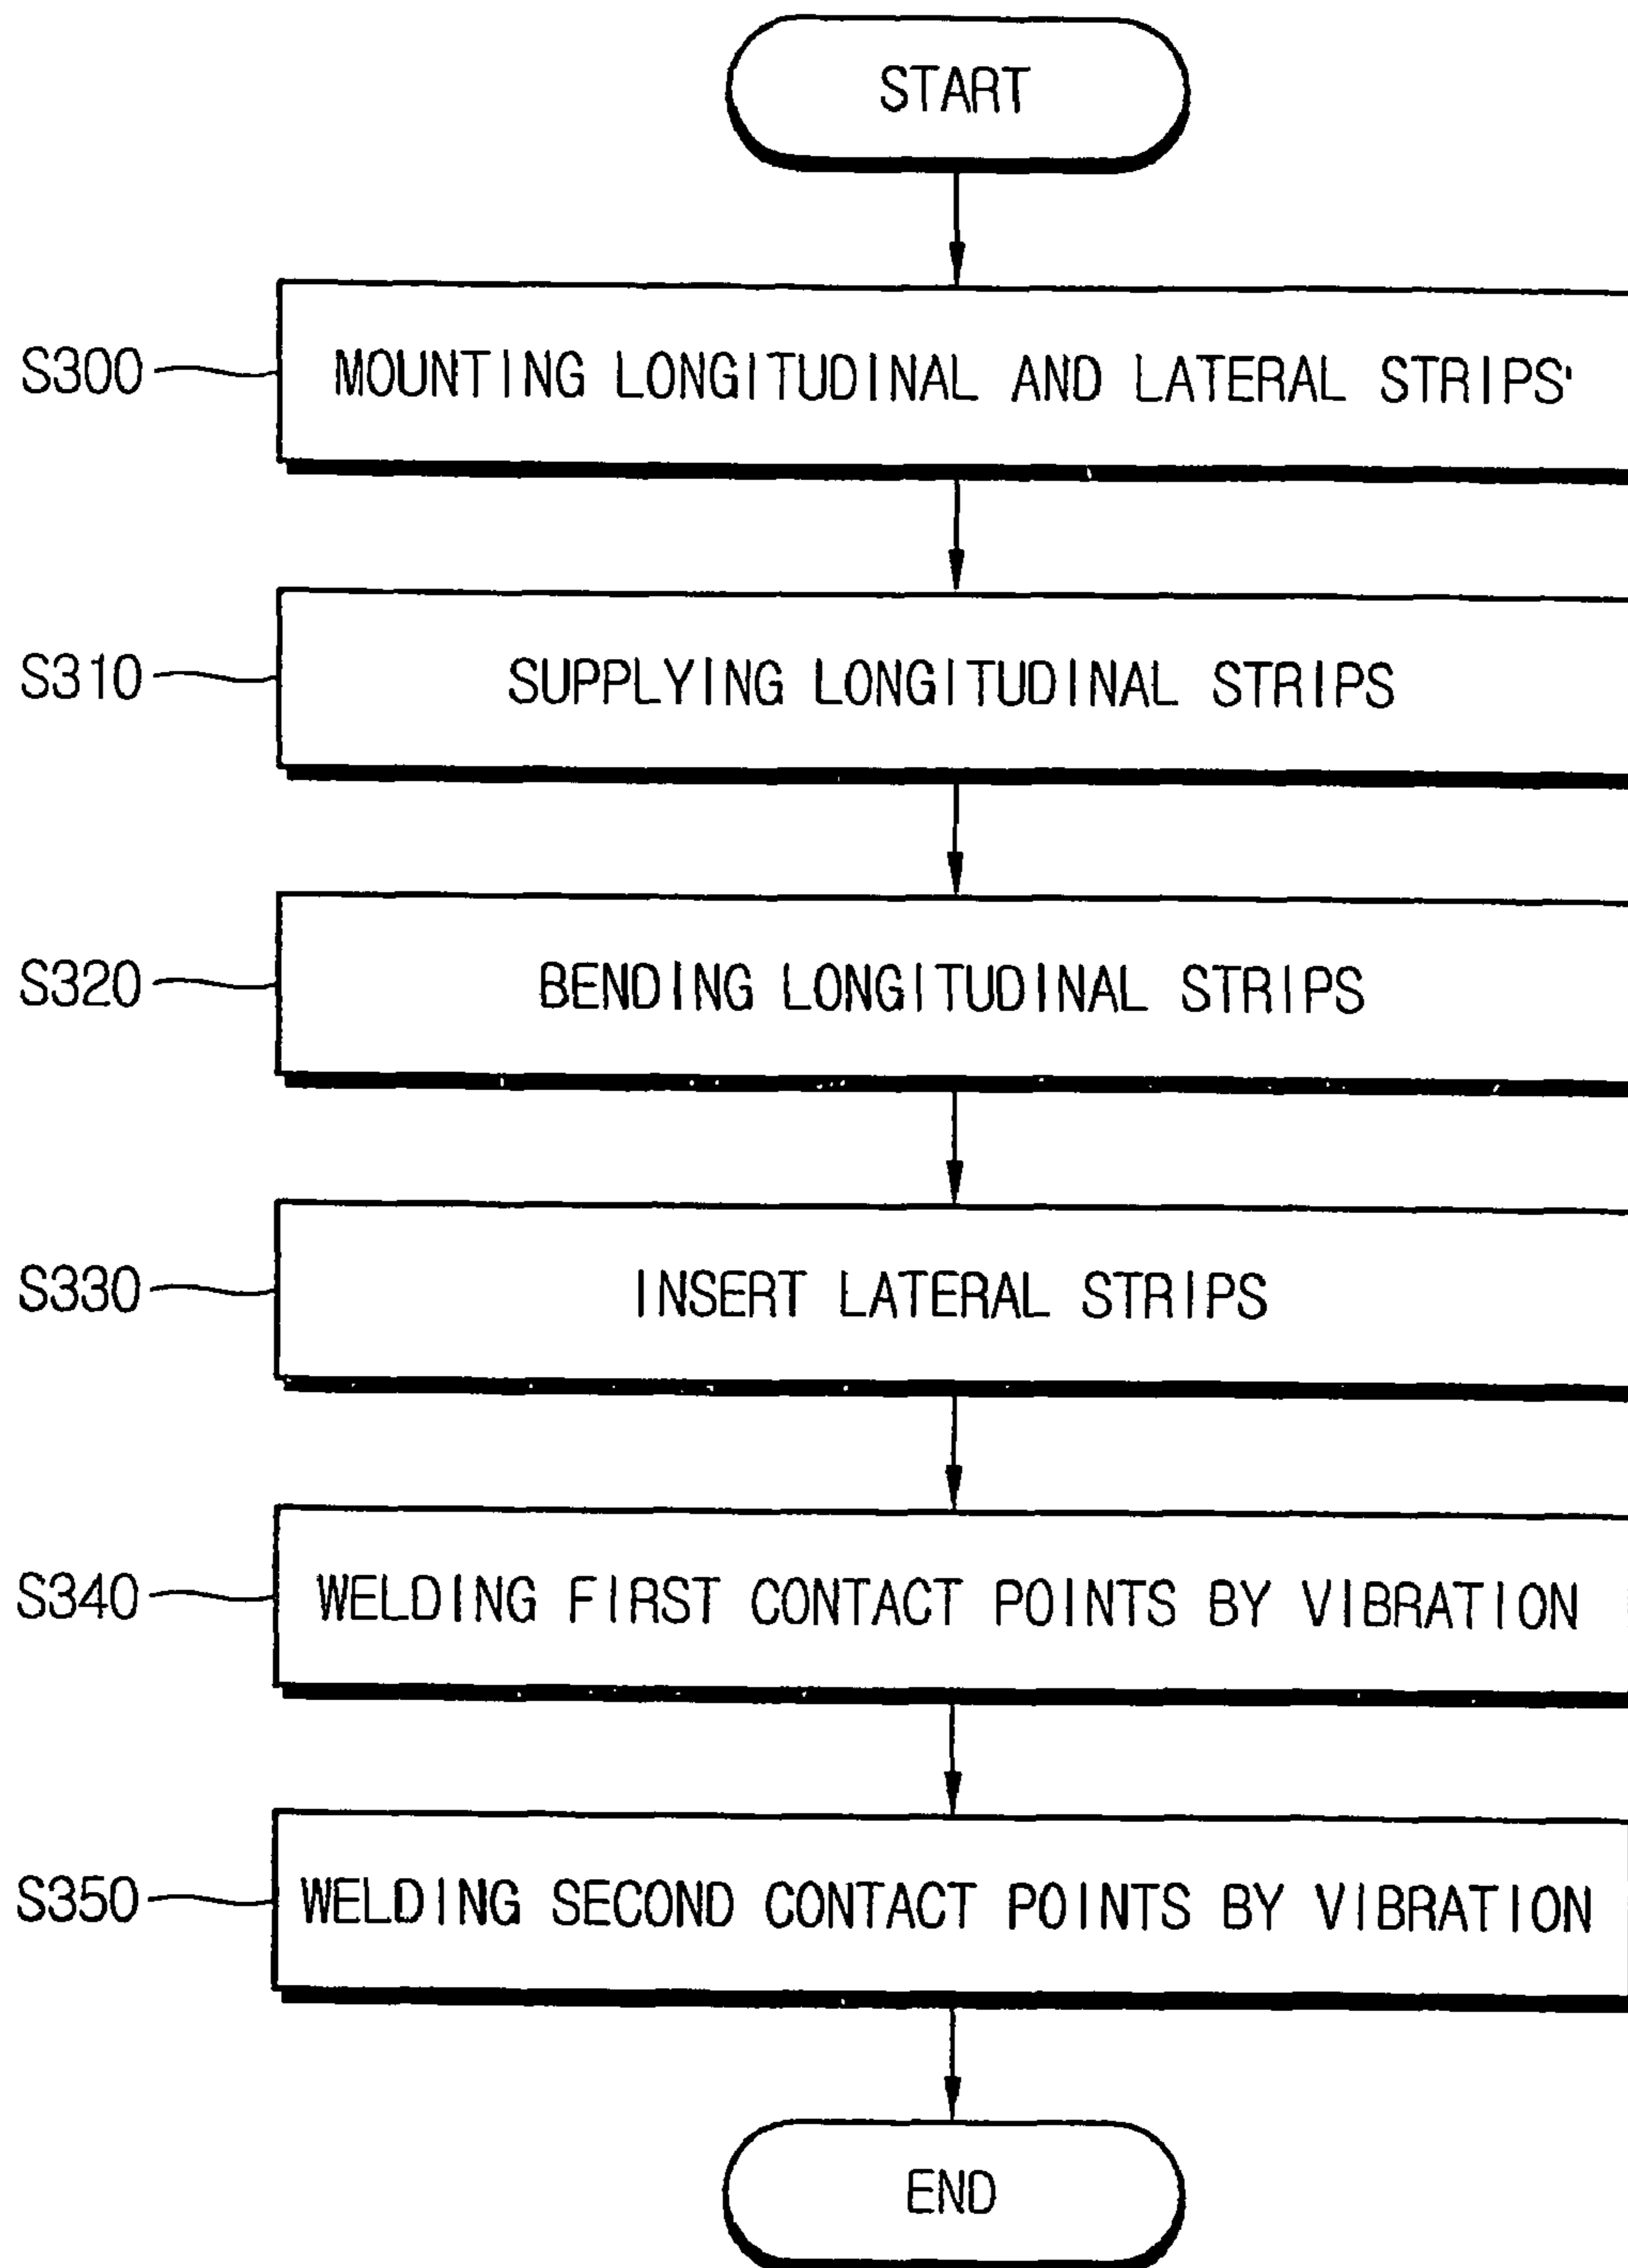 START
S300 MOUNTING LONGITUDINAL AND LATERAL STRIPS'
S310 SUPPLYING LONGITUDINAL STRIPS
S320 BENDING LONGITUDINAL STRIPS
S330 INSERT LATERAL STRIPS
S340 WELDING FIRST CONTACT POINTS BY VIBRATION
S350 WELDING SECOND CONTACT POINTS BY VIBRATION
END